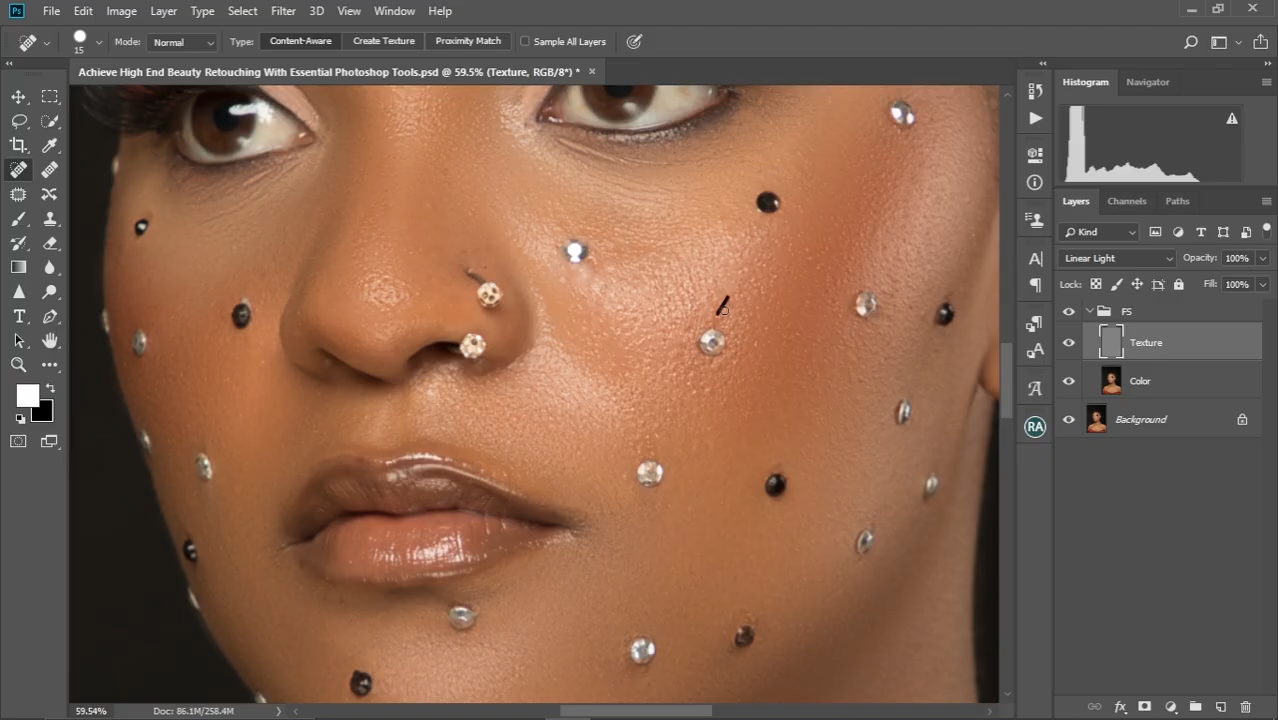 Ps File Edit Image Layer Type Select Filter 3D View Window Help
15 Mode: Normal Type: Content-Aware Create Texture Proximity Match Sample All Layers
Achieve High End Beauty Retouching With Essential Photoshop Tools.psd @ 59.5% (Texture, RGB/8*) * ×
Histogram Navigator
Layers Channels Paths
Kind
Linear Light Opacity: 100%
Lock: Fill: 100%
FS
Texture
Color
Background
RA
59.54% Doc: 86.1M/258.4M